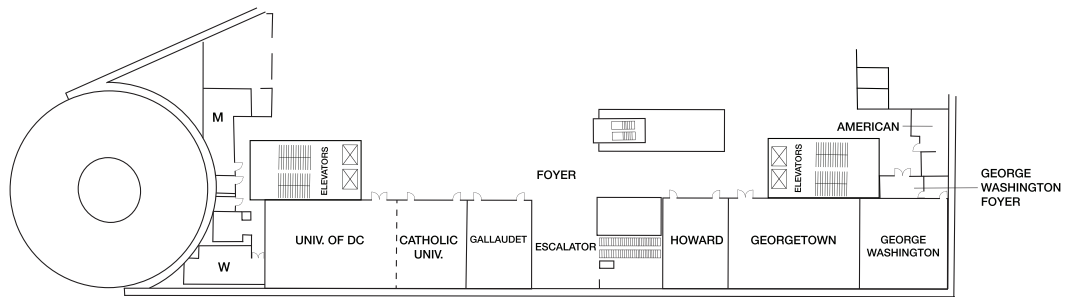 M
AMERICAN
ELEVATORS
ELEVATORS
FOYER
GEORGE
WASHINGTON
FOYER
UNIV. OF DC
CATHOLIC
UNIV.
GALLAUDET
ESCALATOR
HOWARD
GEORGETOWN
GEORGE
WASHINGTON
W